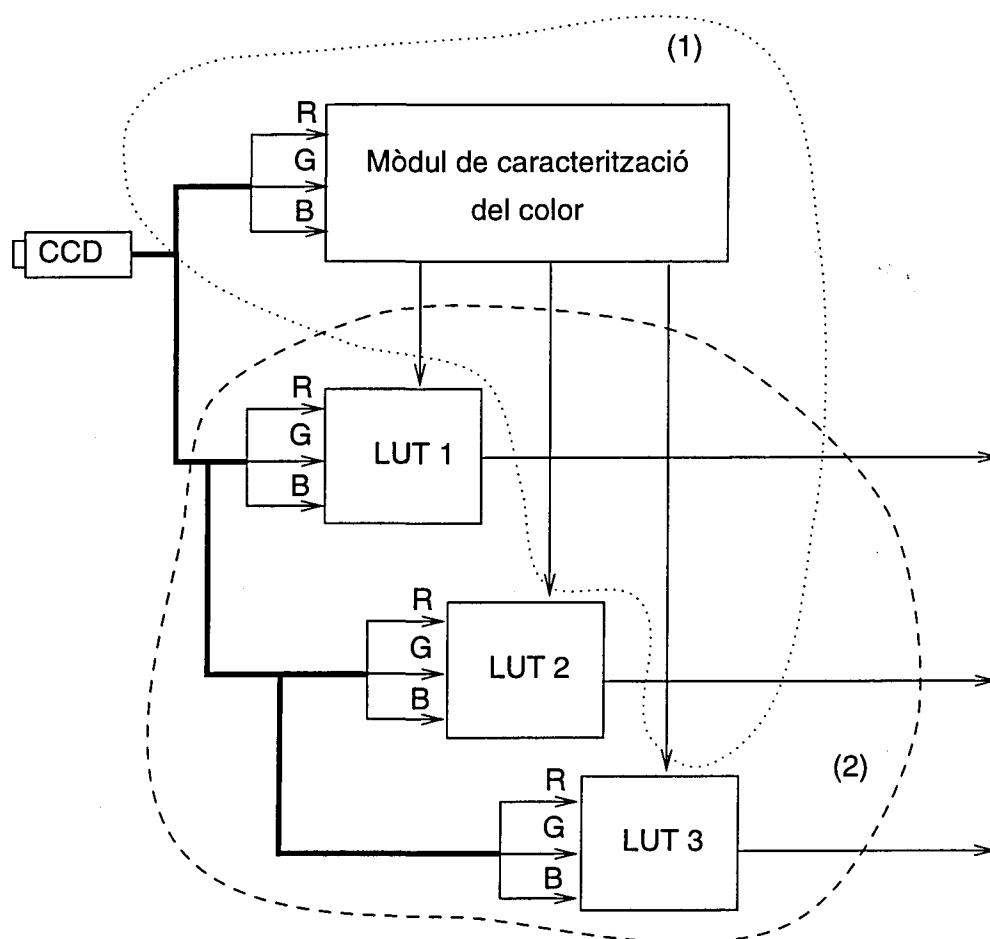 (1)
R
G
B
Mòdul de caracterització
del color
CCD
R
G
B
LUT 1
R
G
B
LUT 2
(2)
R
G
B
LUT 3